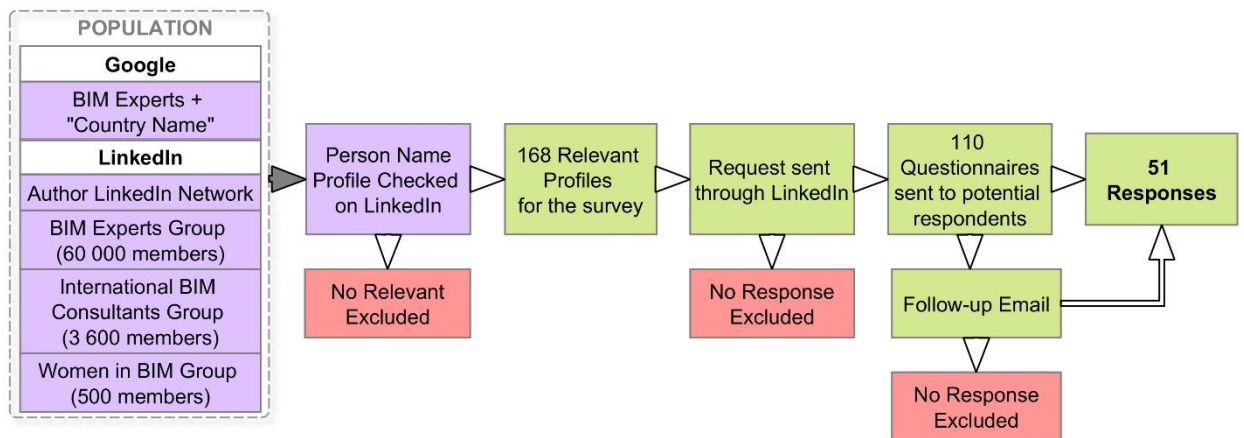 POPULATION
Google
BIM Experts +
"Country Name"
LinkedIn
Author LinkedIn Network
BIM Experts Group
(60 000 members)
International BIM
Consultants Group
(3 600 members)
Women in BIM Group
(500 members)
Person Name
Profile Checked
on LinkedIn
No Relevant
Excluded
168 Relevant
Profiles
for the survey
Request sent
through LinkedIn
No Response
Excluded
110
Questionnaires
sent to potential
respondents
Follow-up Email
No Response
Excluded
51
Responses